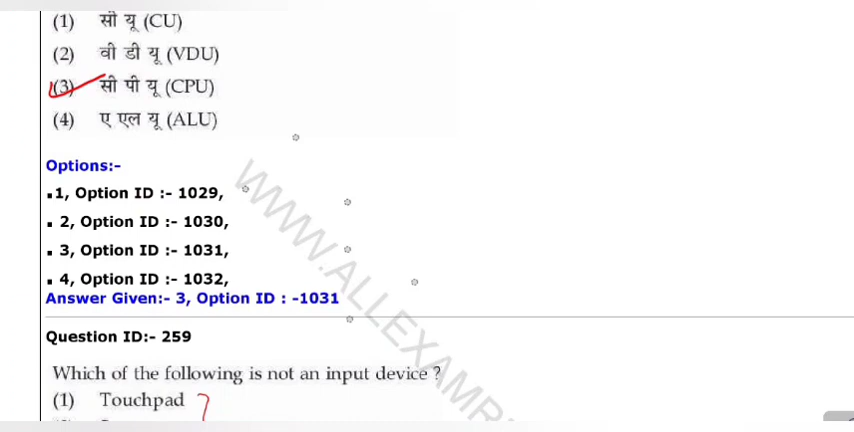 (1) सी यू (CU)
(2) वी डी यू (VDU)
(3) सी पी यू (CPU)
(4) ए एल यू (ALU)
Options:-
1, Option ID :- 1029,
2, Option ID :- 1030,
3, Option ID :- 1031,
4, Option ID :- 1032,
Answer Given:- 3, Option ID : -1031
WWW.ALLEXAMR
Question ID:- 259
Which of the following is not an input device ?
(1) Touchpad